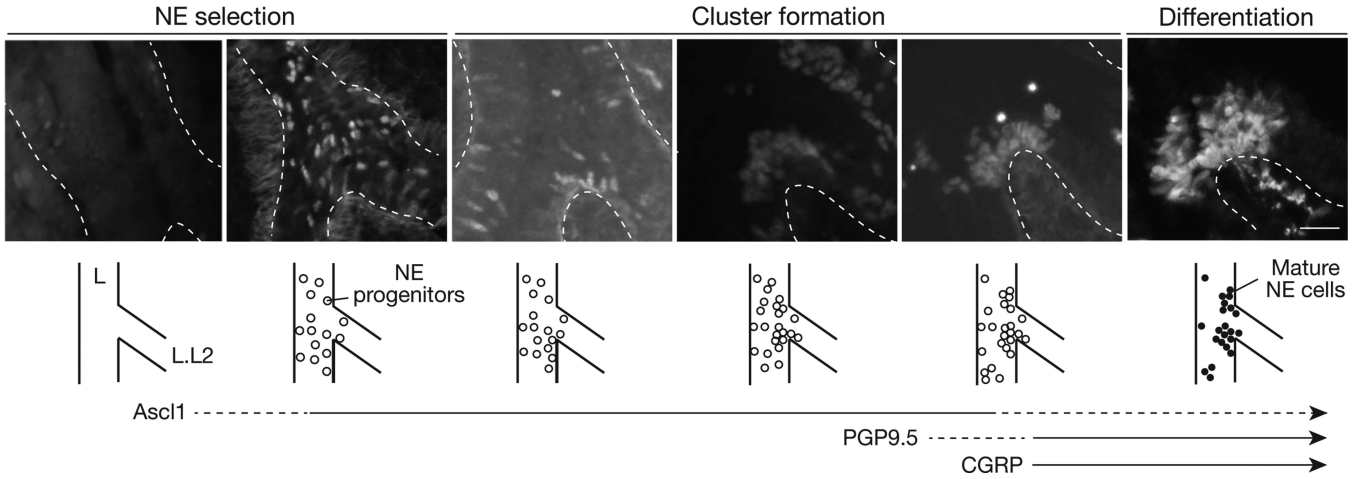 NE selection
Cluster formation
Differentiation
L
L.L2
NE
progenitors
Mature
NE cells
Ascl1
PGP9.5
CGRP